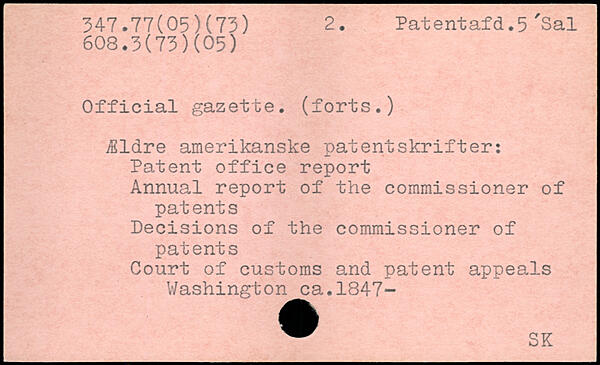 347.77(05)(73) 2. Patentafd.5´Sal
608.3(73)(05)
Official gazette. (forts.)
Ældre amerikanske patentskrifter:
Patent office report
Annual report of the commissioner of
patents
Decisions of the commissioner of
patents
Court of customs and patent appeals
Washington ca.1847-
SK